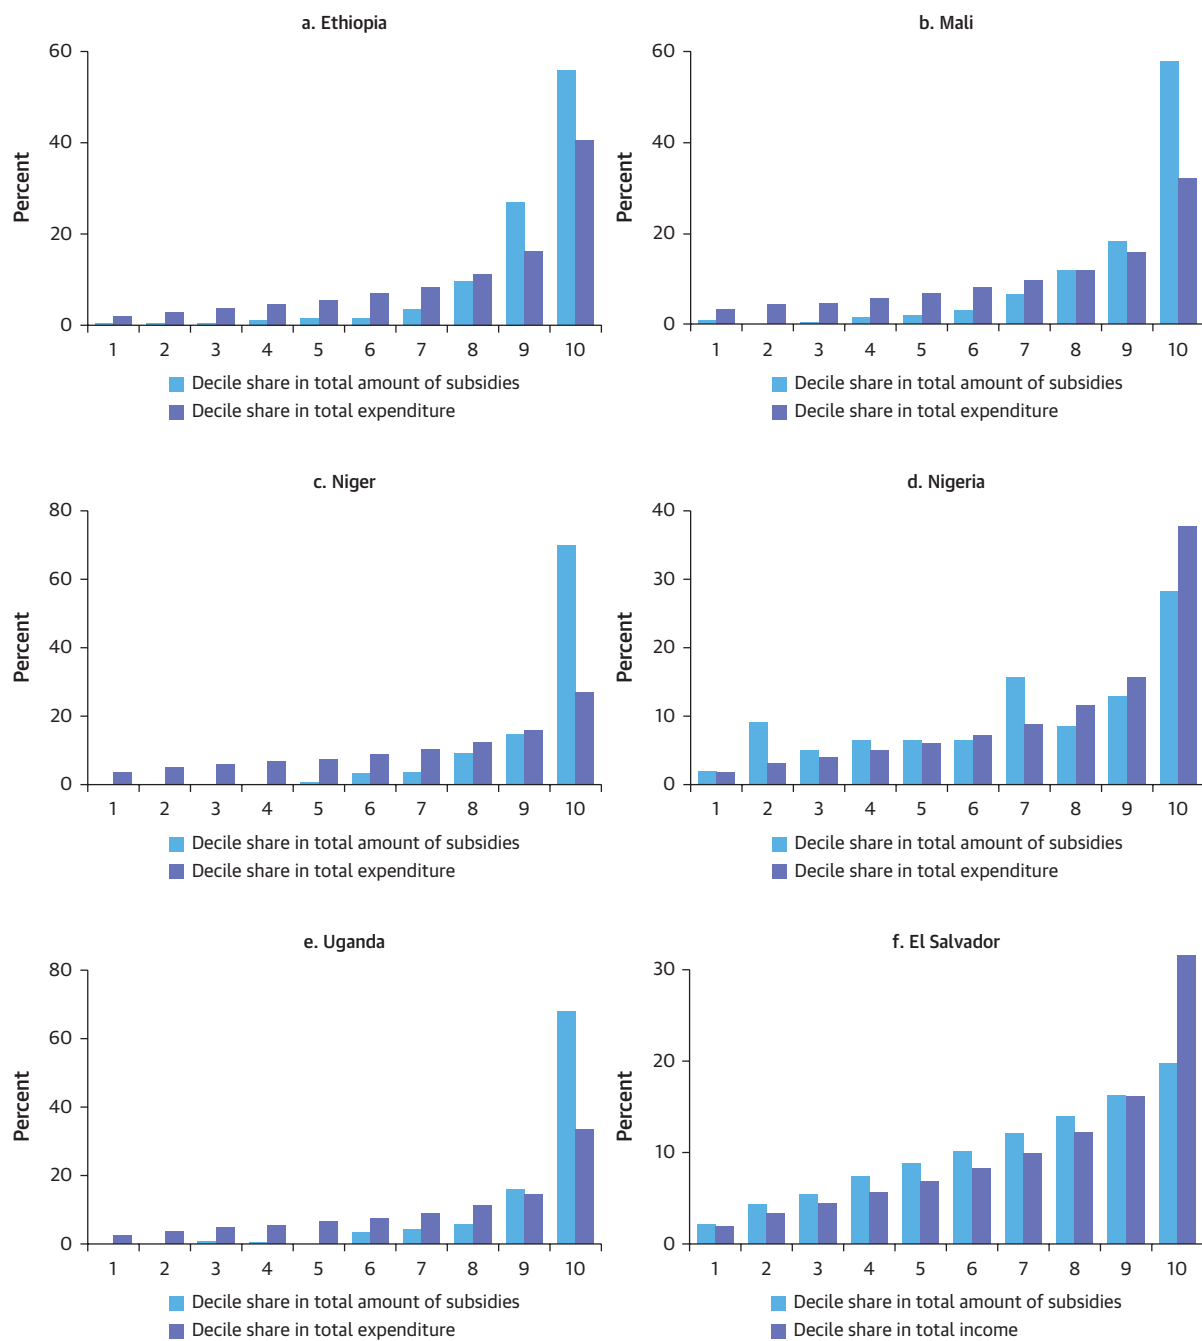 a. Ethiopia
60
40
20
0
Percent
1 2 3 4 5 6 7 8 9 10
Decile share in total amount of subsidies
Decile share in total expenditure
b. Mali
60
40
20
0
Percent
1 2 3 4 5 6 7 8 9 10
Decile share in total amount of subsidies
Decile share in total expenditure
c. Niger
80
60
40
20
0
Percent
1 2 3 4 5 6 7 8 9 10
Decile share in total amount of subsidies
Decile share in total expenditure
d. Nigeria
40
30
20
10
0
Percent
1 2 3 4 5 6 7 8 9 10
Decile share in total amount of subsidies
Decile share in total expenditure
e. Uganda
80
60
40
20
0
Percent
1 2 3 4 5 6 7 8 9 10
Decile share in total amount of subsidies
Decile share in total expenditure
f. El Salvador
30
20
10
0
Percent
1 2 3 4 5 6 7 8 9 10
Decile share in total amount of subsidies
Decile share in total income